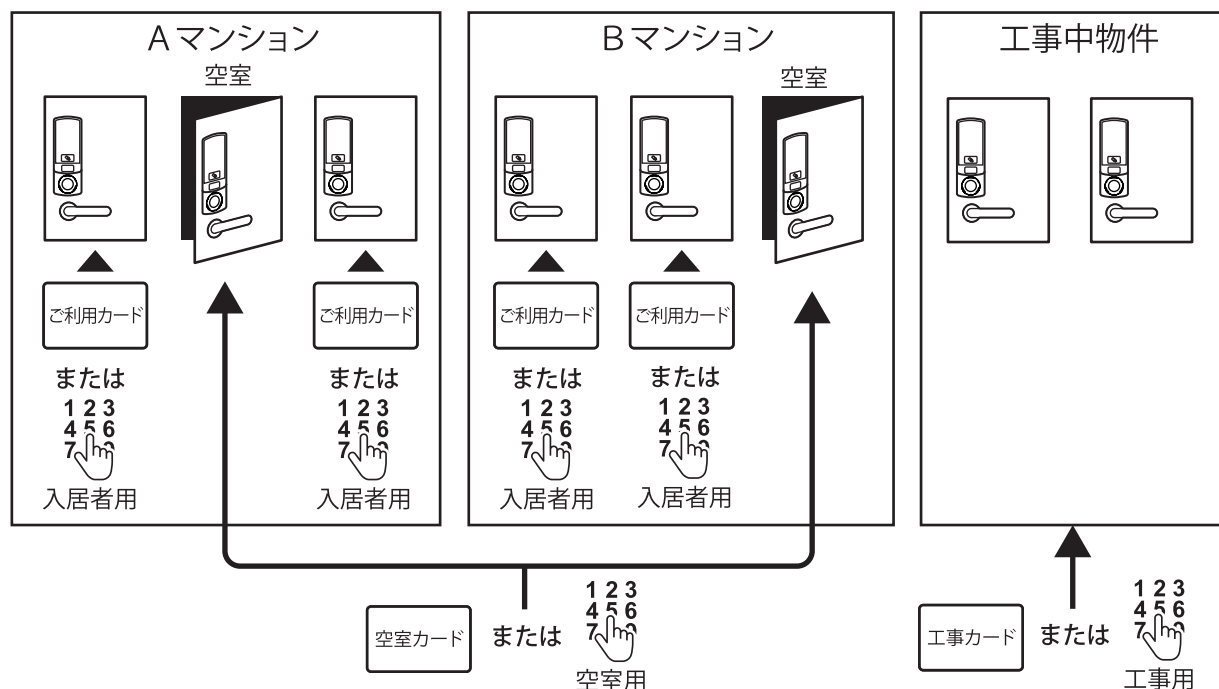 Aマンション
空室
ご利用カード
または
1 2 3
4 5 6
7
入居者用
ご利用カード
または
1 2 3
4 5 6
7
入居者用
Bマンション
空室
ご利用カード
または
1 2 3
4 5 6
7
入居者用
ご利用カード
または
1 2 3
4 5 6
7
入居者用
工事中物件
空室カード
または
1 2 3
4 5 6
7
空室用
工事カード
または
1 2 3
4 5 6
7
工事用